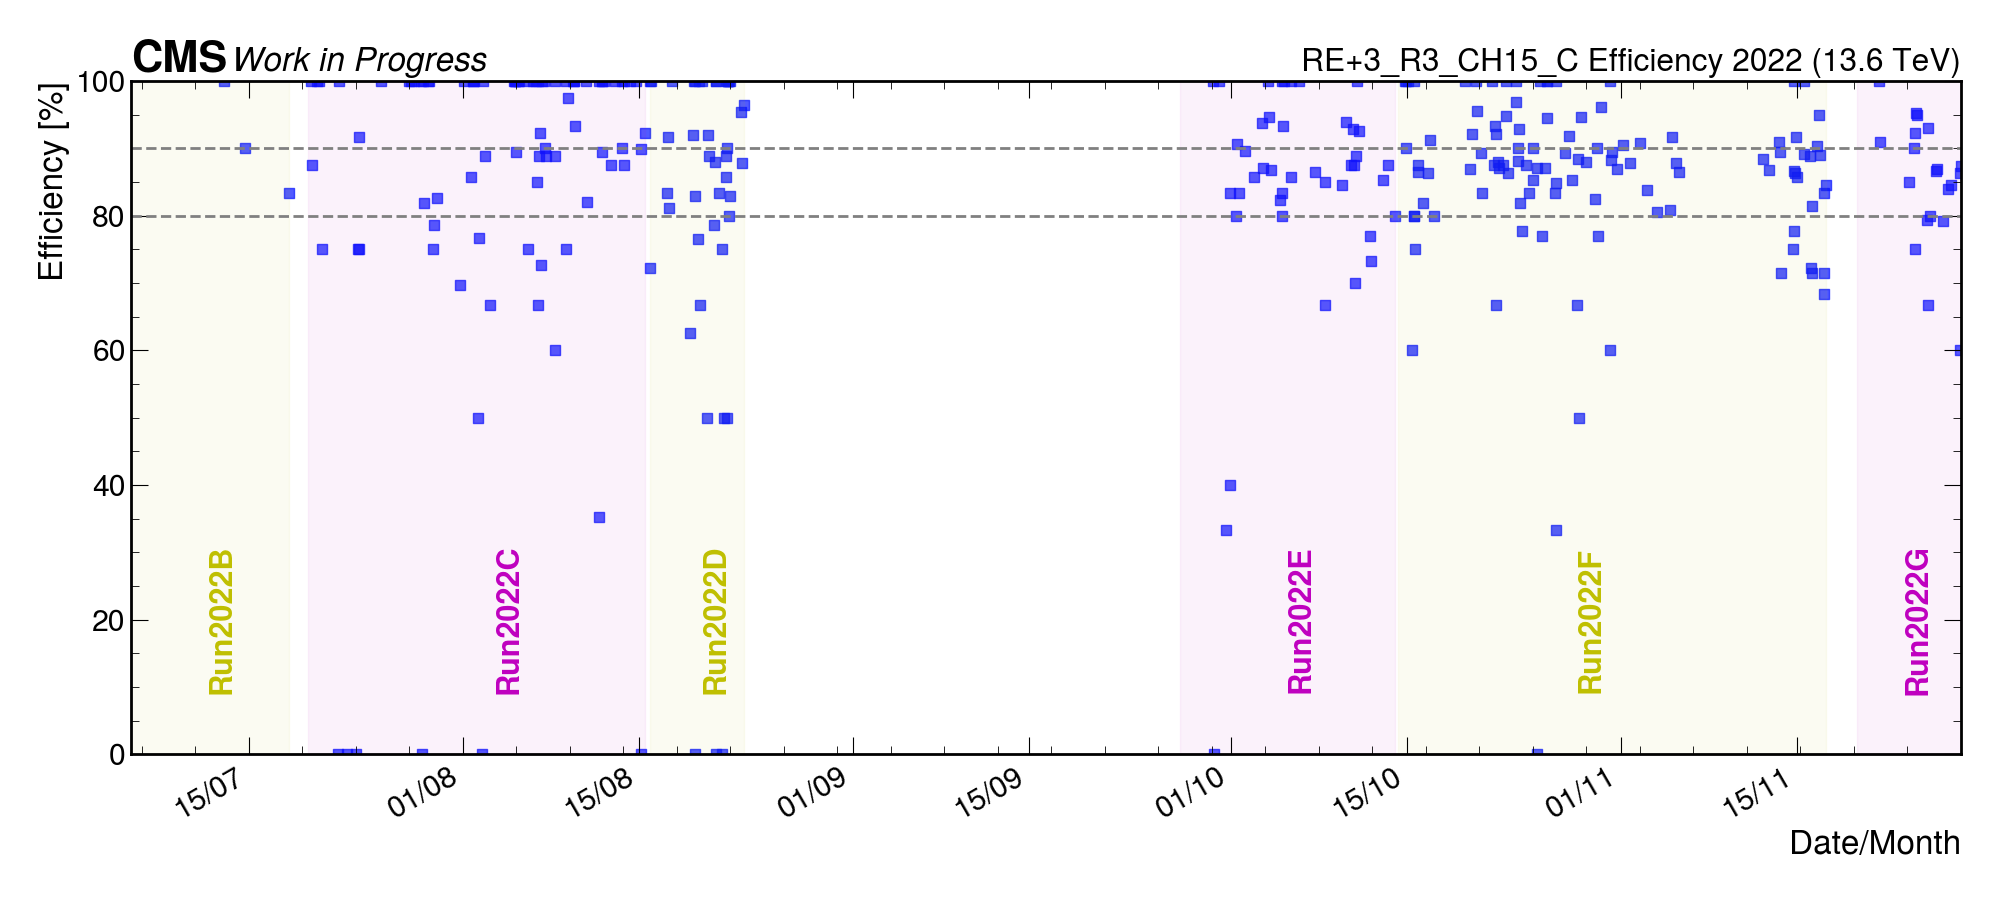 CMS Work in Progress
RE+3_R3_CH15_C Efficiency 2022 (13.6 TeV)
Efficiency [%]
100
80
60
40
20
0
Run2022B
Run2022C
Run2022D
Run2022E
Run2022F
Run2022G
15/07
01/08
15/08
01/09
15/09
01/10
15/10
01/11
15/11
Date/Month